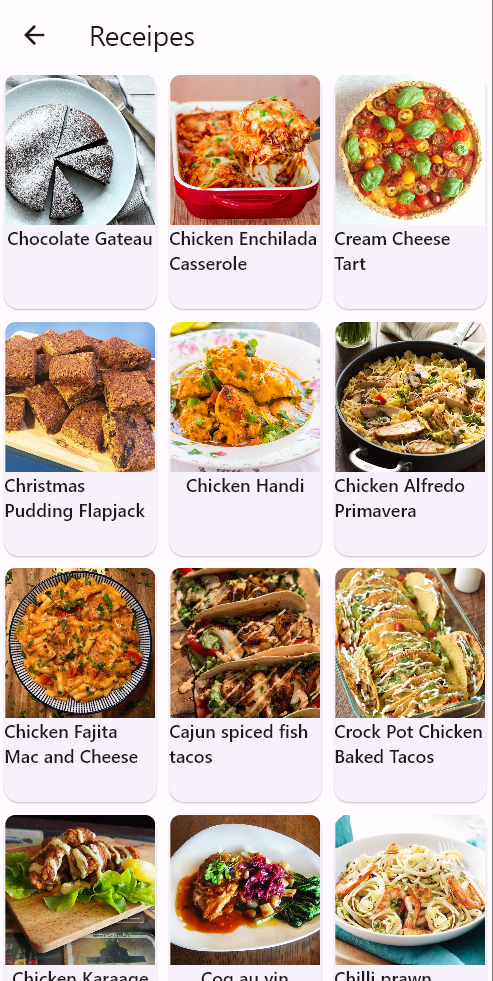 Receipes
Chocolate Gateau
Chicken Enchilada
Casserole
Cream Cheese
Tart
Christmas
Pudding Flapjack
Chicken Handi
Chicken Alfredo
Primavera
Chicken Fajita
Mac and Cheese
Cajun spiced fish
tacos
Crock Pot Chicken
Baked Tacos
Chicken Karaage
Coq au vin
Chilli prawn